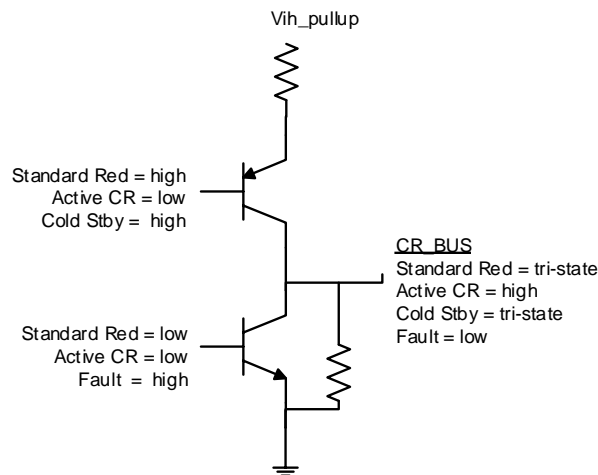 Vih_pullup
Standard Red = high
Active CR = low
Cold Stby = high
CR_BUS
Standard Red = tri-state
Active CR = high
Cold Stby = tri-state
Fault = low
Standard Red = low
Active CR = low
Fault = high